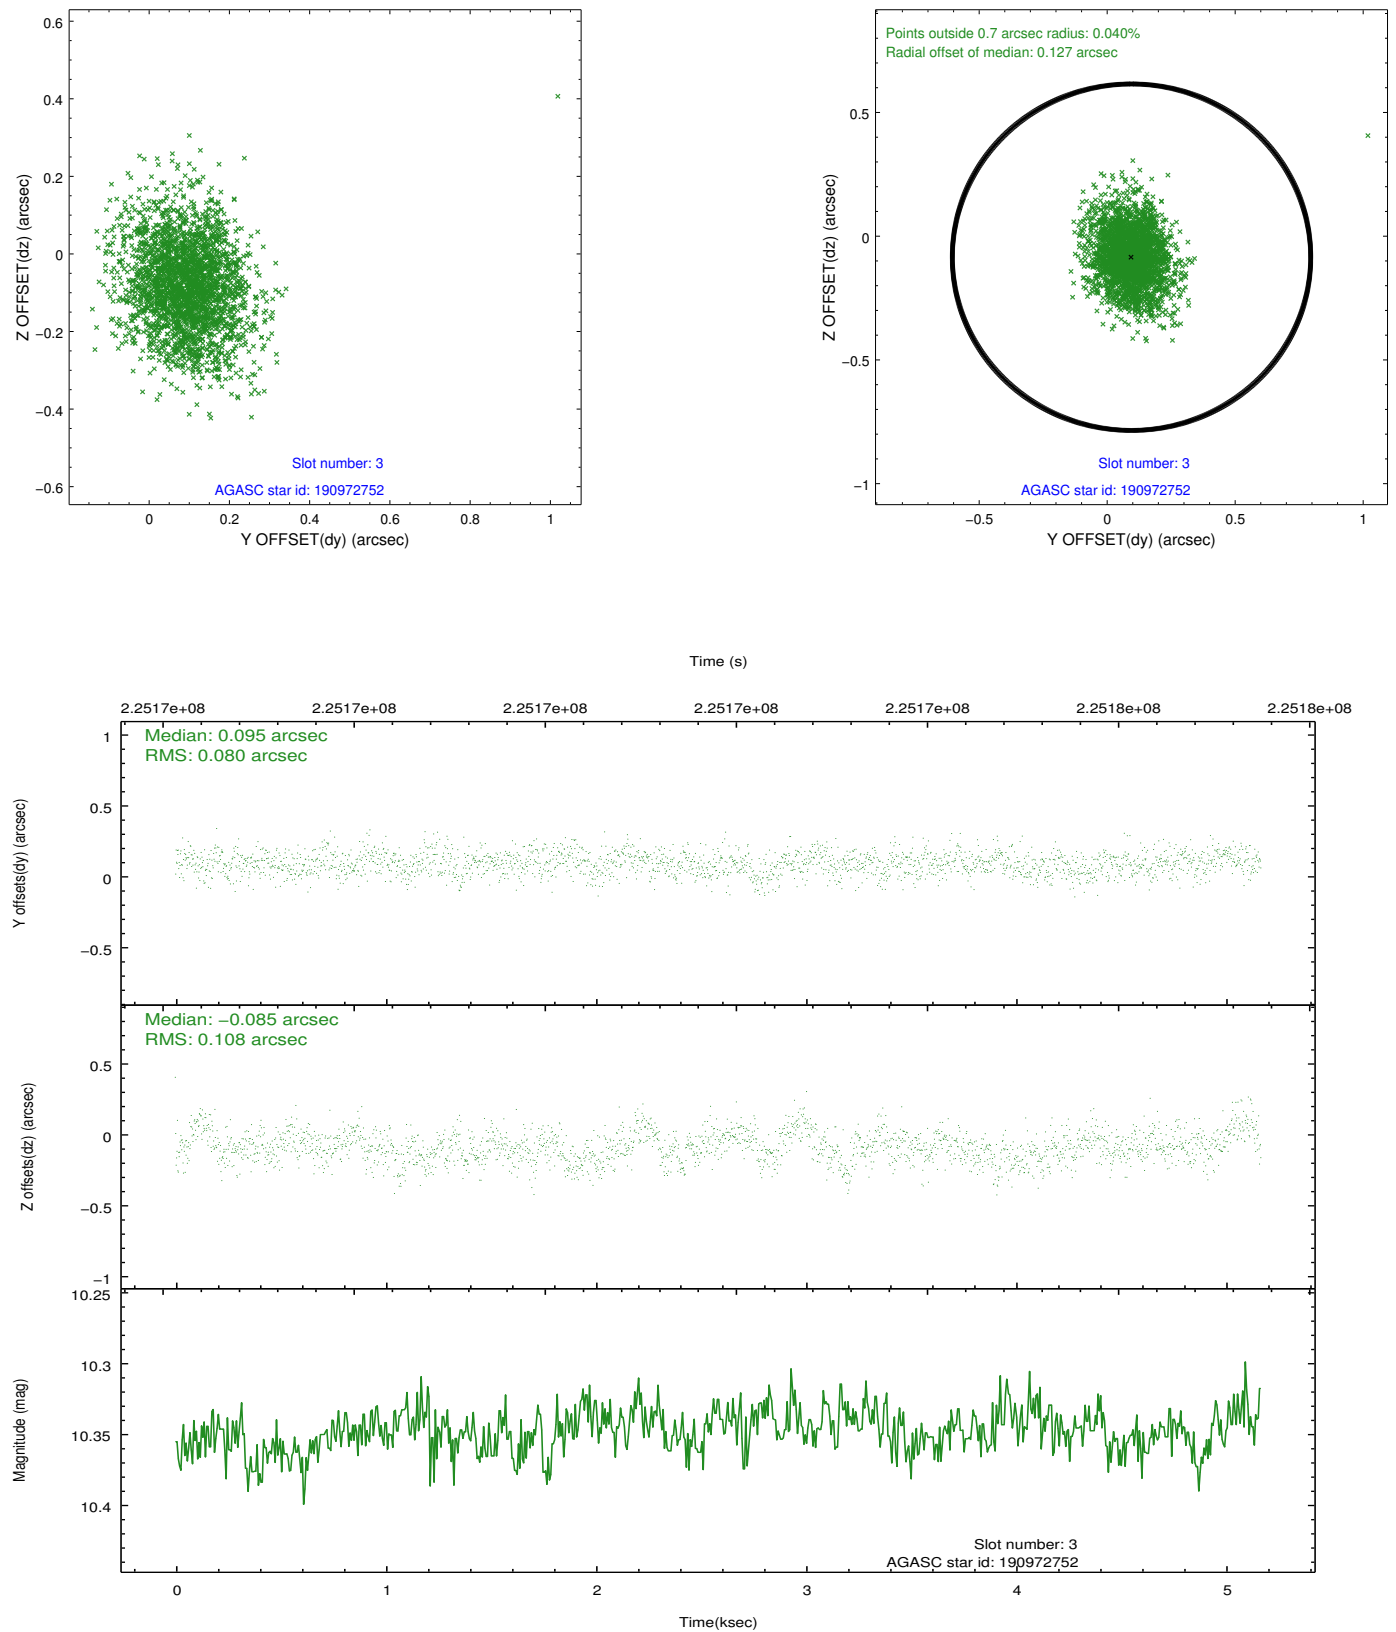 0.6
0.4
0.2
0
−0.2
−0.4
−0.6
Z OFFSET(dz) (arcsec)
Slot number: 3
AGASC star id: 190972752
0 0.2 0.4 0.6 0.8 1
Y OFFSET(dy) (arcsec)
Points outside 0.7 arcsec radius: 0.040%
Radial offset of median: 0.127 arcsec
0.5
0
−0.5
−1
Z OFFSET(dz) (arcsec)
Slot number: 3
AGASC star id: 190972752
−0.5 0 0.5 1
Y OFFSET(dy) (arcsec)
Time (s)
2.2517e+08 2.2517e+08 2.2517e+08 2.2517e+08 2.2517e+08 2.2518e+08 2.2518e+08
Median: 0.095 arcsec
RMS: 0.080 arcsec
1
0.5
0
−0.5
Y offsets(dy) (arcsec)
Median: −0.085 arcsec
RMS: 0.108 arcsec
0.5
0
−0.5
−1
Z offsets(dz) (arcsec)
10.25
10.3
10.35
10.4
Magnitude (mag)
Slot number: 3
AGASC star id: 190972752
0 1 2 3 4 5
Time(ksec)